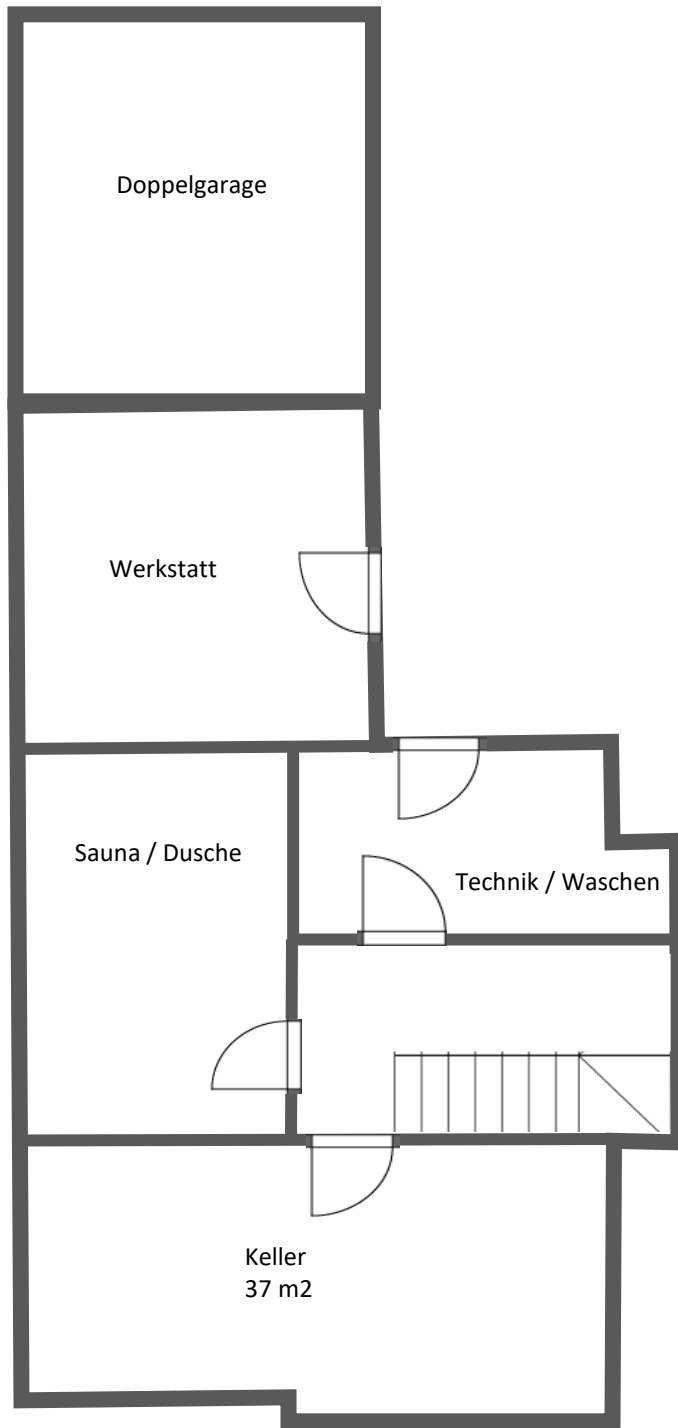 Doppelgarage
Werkstatt
Sauna / Dusche
Technik / Waschen
Keller
37 m2